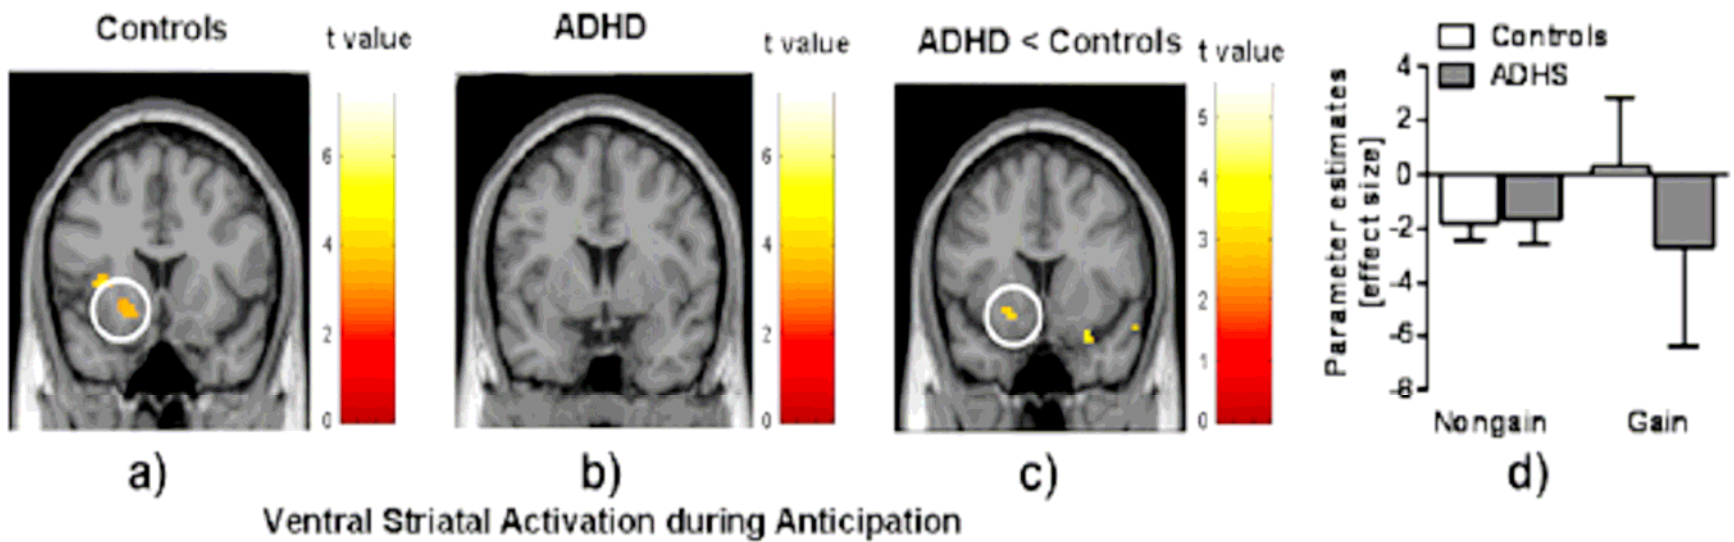 Controls
t value
6
4
2
0
a)
ADHD
t value
6
4
2
0
b)
ADHD < Controls
t value
5
4
3
2
1
0
c)
Controls
ADHS
Parameter estimates
[effect size]
4
2
0
-2
-4
-6
-8
Nongain
Gain
d)
Ventral Striatal Activation during Anticipation